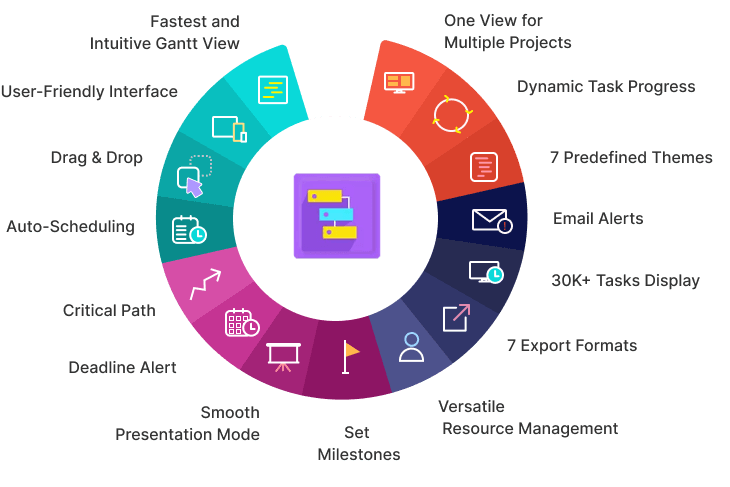 Fastest and
Intuitive Gantt View
User-Friendly Interface
Drag & Drop
Auto-Scheduling
Critical Path
Deadline Alert
Smooth
Presentation Mode
Set
Milestones
One View for
Multiple Projects
Dynamic Task Progress
7 Predefined Themes
Email Alerts
30K+ Tasks Display
7 Export Formats
Versatile
Resource Management